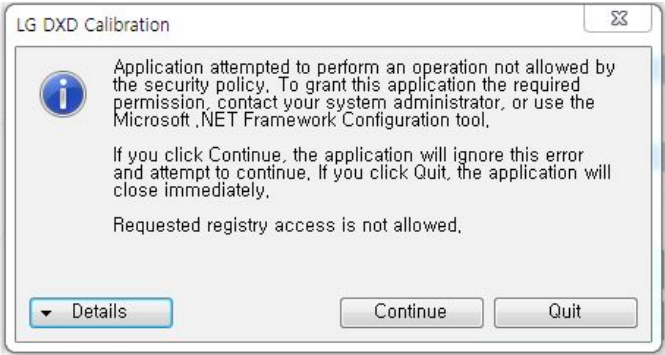 LG DXD Calibration
Application attempted to perform an operation not allowed by
the security policy. To grant this application the required
permission, contact your system administrator, or use the
Microsoft .NET Framework Configuration tool.
If you click Continue, the application will ignore this error
and attempt to continue. If you click Quit, the application will
close immediately.
Requested registry access is not allowed.
Details
Continue
Quit